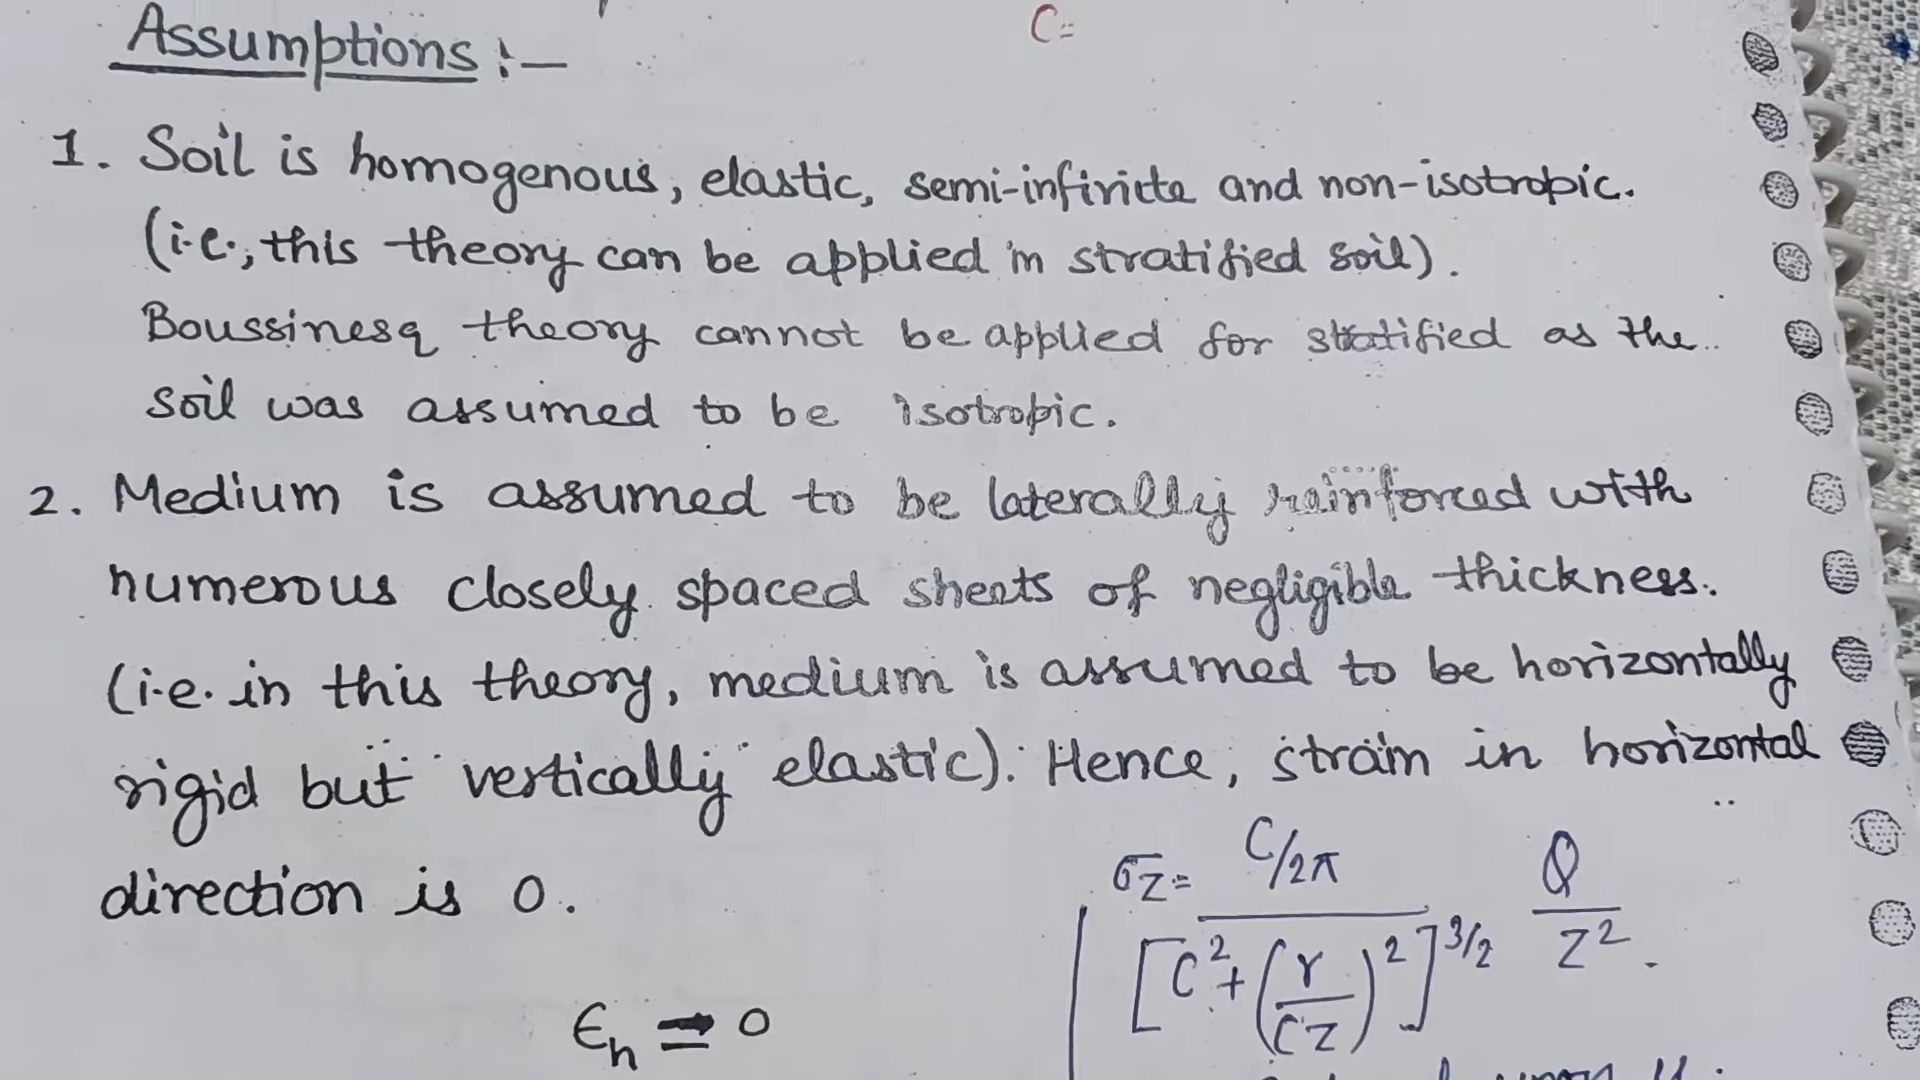 Assumptions :-
C=
1. Soil is homogenous, elastic, semi-infinite and non-isotropic.
(i.e., this theory can be applied in stratified soil).
Boussinesq theory cannot be applied for statified as the
soil was assumed to be isotropic.
2. Medium is assumed to be laterally reinforced with
numerous closely spaced sheets of negligible thickness.
(i.e. in this theory, medium is assumed to be horizontally
rigid but vertically elastic). Hence, strain in horizontal
direction is 0.
σz = C/2π / [C² + (r/CZ)²]^3/2 Q/Z².
Єh = 0